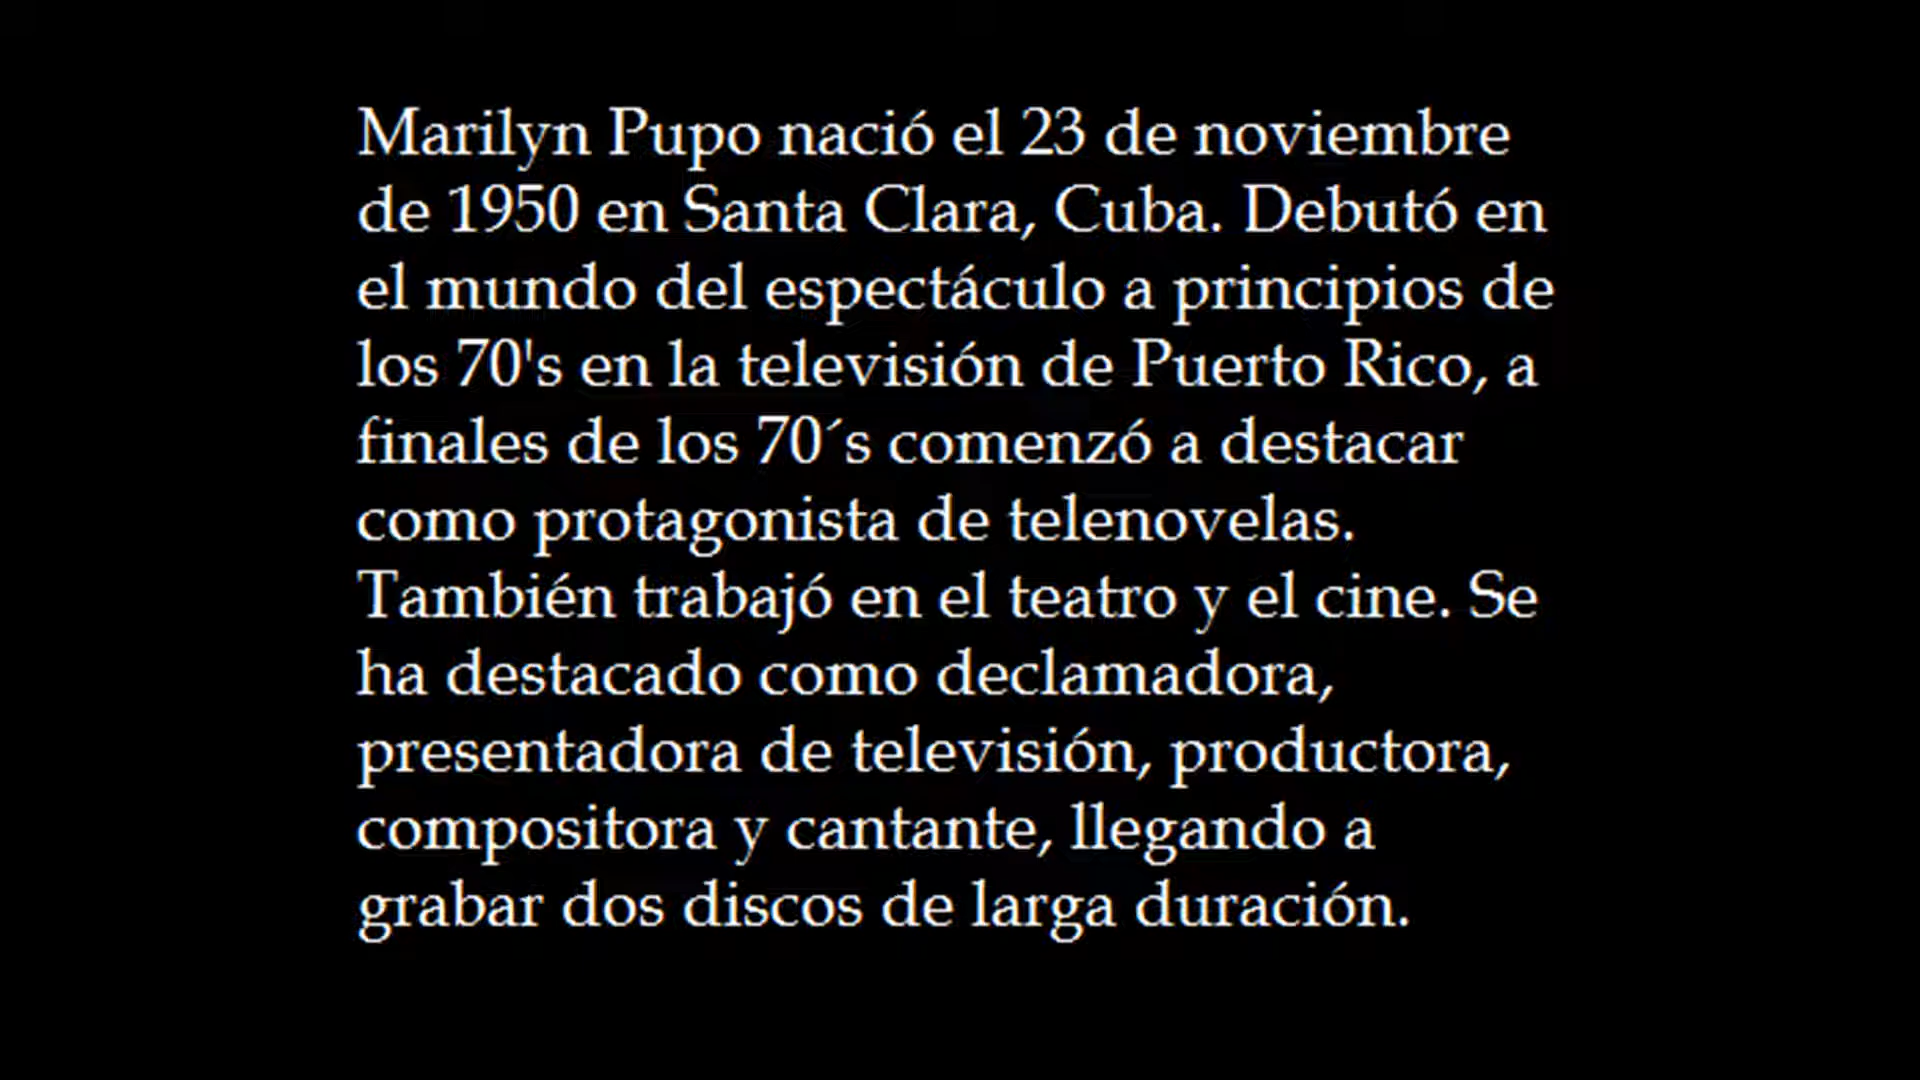 Marilyn Pupo nació el 23 de noviembre
de 1950 en Santa Clara, Cuba. Debutó en
el mundo del espectáculo a principios de
los 70's en la televisión de Puerto Rico, a
finales de los 70´s comenzó a destacar
como protagonista de telenovelas.
También trabajó en el teatro y el cine. Se
ha destacado como declamadora,
presentadora de televisión, productora,
compositora y cantante, llegando a
grabar dos discos de larga duración.